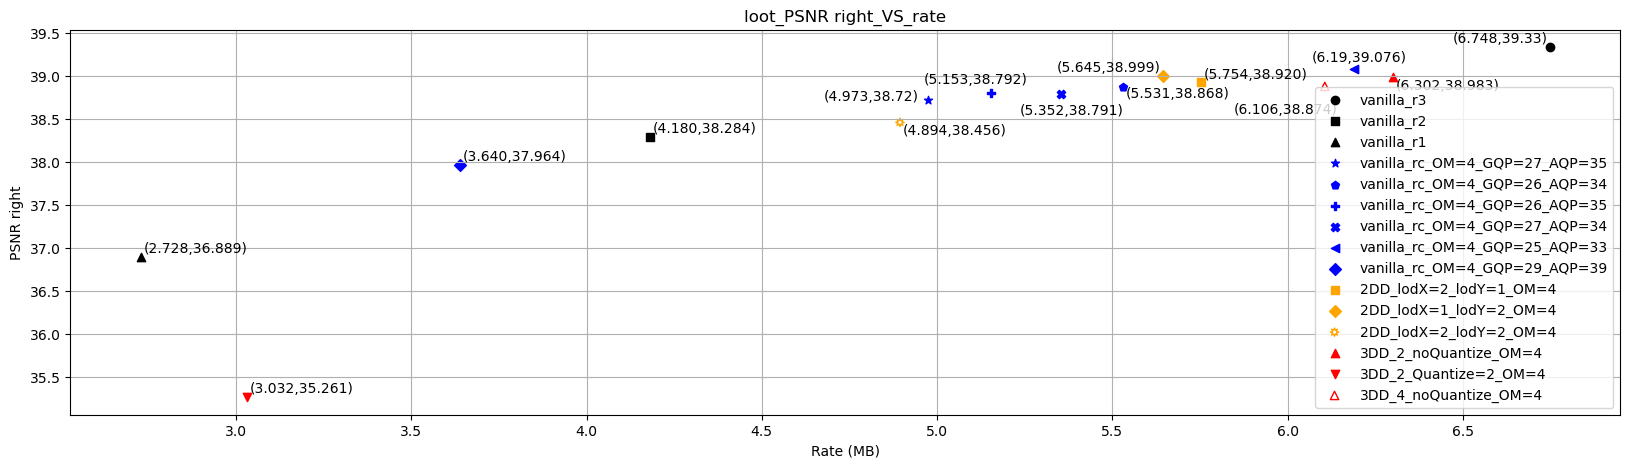 loot_PSNR right_VS_rate
PSNR right
39.5
39.0
38.5
38.0
37.5
37.0
36.5
36.0
35.5
(2.728,36.889)
(3.032,35.261)
(3.640,37.964)
(4.180,38.284)
(4.973,38.72)
(4.894,38.456)
(5.153,38.792)
(5.352,38.791)
(5.645,38.999)
(5.531,38.868)
(5.754,38.920)
(6.106,38.874)
(6.19,39.076)
(6.302,38.983)
(6.748,39.33)
vanilla_r3
vanilla_r2
vanilla_r1
vanilla_rc_OM=4_GQP=27_AQP=35
vanilla_rc_OM=4_GQP=26_AQP=34
vanilla_rc_OM=4_GQP=26_AQP=35
vanilla_rc_OM=4_GQP=27_AQP=34
vanilla_rc_OM=4_GQP=25_AQP=33
vanilla_rc_OM=4_GQP=29_AQP=39
2DD_lodX=2_lodY=1_OM=4
2DD_lodX=1_lodY=2_OM=4
2DD_lodX=2_lodY=2_OM=4
3DD_2_noQuantize_OM=4
3DD_2_Quantize=2_OM=4
3DD_4_noQuantize_OM=4
3.0 3.5 4.0 4.5 5.0 5.5 6.0 6.5
Rate (MB)